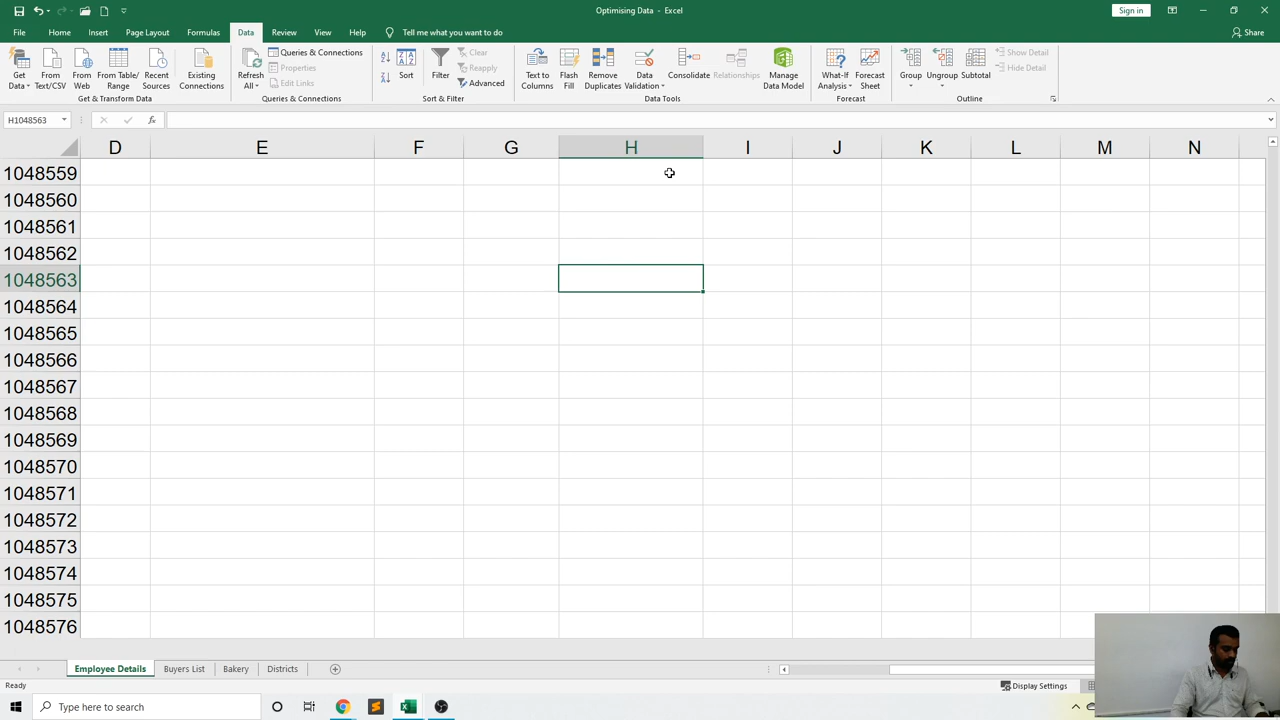 Optimising Data - Excel
Sign in
File Home Insert Page Layout Formulas Data Review View Help Tell me what you want to do Share
Get Data From Text/CSV From Web From Table/Range Recent Sources Existing Connections
Get & Transform Data
Refresh All Queries & Connections Properties Edit Links
Queries & Connections
Sort Filter Clear Reapply Advanced
Sort & Filter
Text to Columns Flash Fill Remove Duplicates Data Validation Consolidate Relationships Manage Data Model
Data Tools
What-If Analysis Forecast Sheet
Forecast
Group Ungroup Subtotal Show Detail Hide Detail
Outline
H1048563 fx
D E F G H I J K L M N
1048559
1048560
1048561
1048562
1048563
1048564
1048565
1048566
1048567
1048568
1048569
1048570
1048571
1048572
1048573
1048574
1048575
1048576
Employee Details Buyers List Bakery Districts
Ready Display Settings
Type here to search